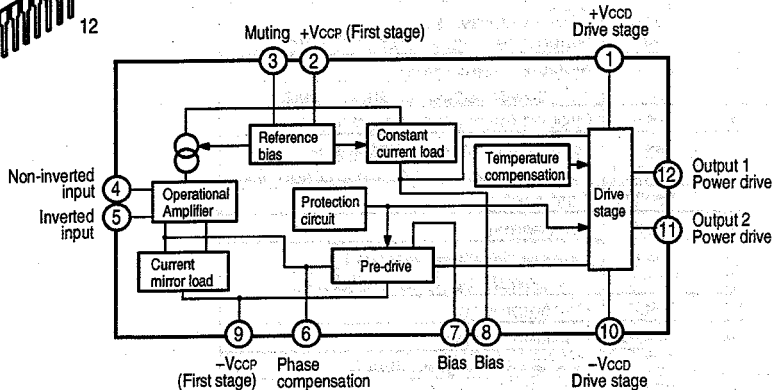 12
Muting
+VCCP (First stage)
+VCCD
Drive stage
3
2
1
Reference
bias
Constant
current load
Temperature
compensation
Non-inverted
input
4
Inverted
input
5
Operational
Amplifier
Protection
circuit
Drive
stage
12
Output 1
Power drive
11
Output 2
Power drive
Current
mirror load
Pre-drive
9
6
7
8
10
–VCCP
(First stage)
Phase
compensation
Bias
Bias
–VCCD
Drive stage